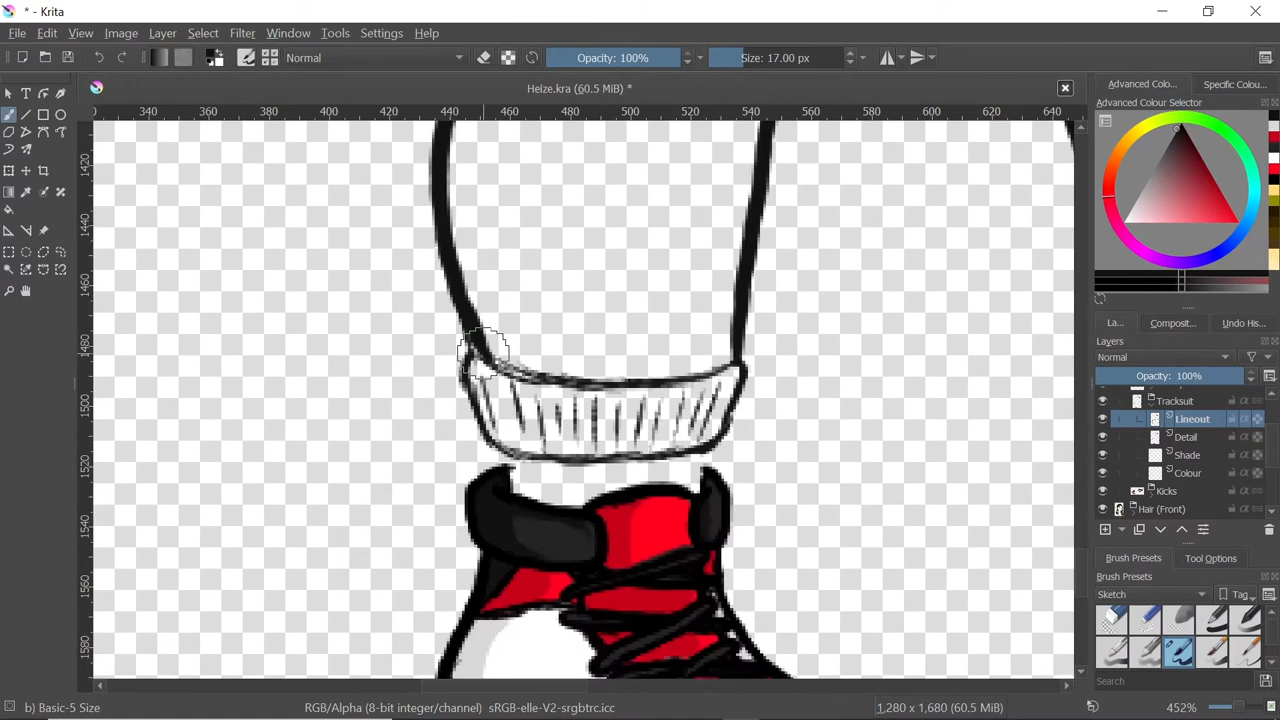 * - Krita
File Edit View Image Layer Select Filter Window Tools Settings Help
Normal Opacity: 100% Size: 17.00 px
Heize.kra (60.5 MiB) *
Advanced Colo... Specific Colou...
Advanced Colour Selector
340 360 380 400 420 440 460 480 500 520 540 560 580 600 620 640
1420
1440
1460
1480
1500
1520
1540
1560
1580
La... Composit... Undo His...
Layers
Normal
Opacity: 100%
Tracksuit
Lineout
Detail
Shade
Colour
Kicks
Hair (Front)
Brush Presets Tool Options
Brush Presets
Sketch Tag
Search
b) Basic-5 Size RGB/Alpha (8-bit integer/channel) sRGB-elle-V2-srgbtrc.icc 1,280 x 1,680 (60.5 MiB) 452%